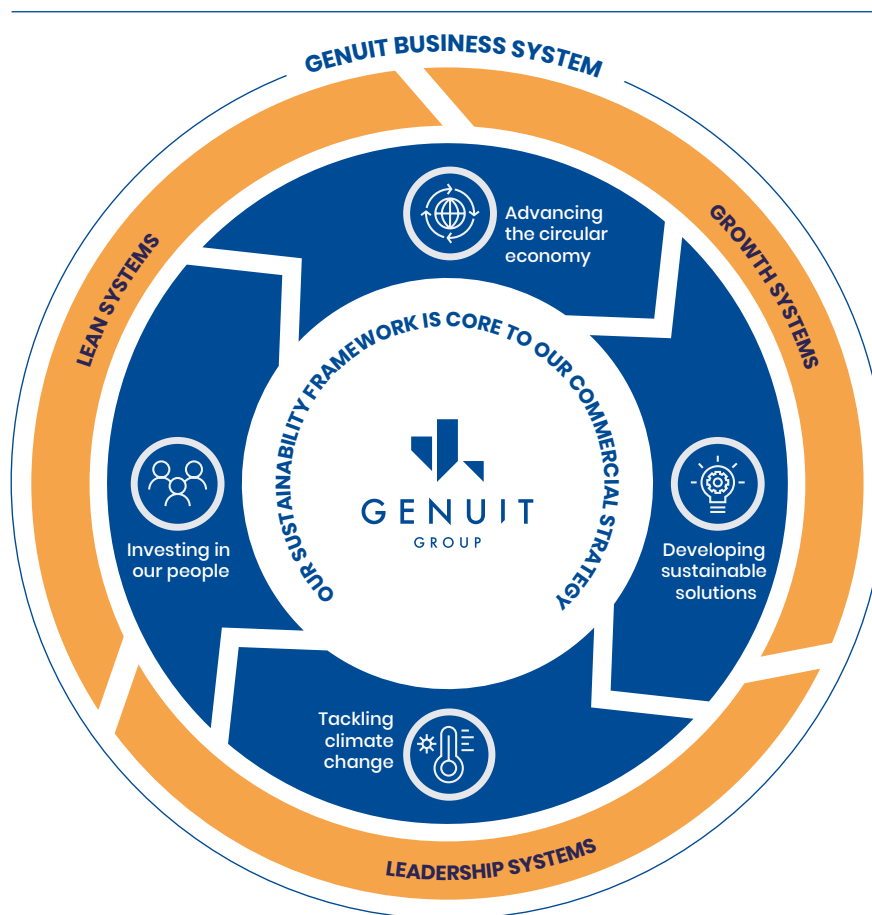 GENUIT BUSINESS SYSTEM
LEAN SYSTEMS
GROWTH SYSTEMS
LEADERSHIP SYSTEMS
Advancing
the circular
economy
Developing
sustainable
solutions
Tackling
climate
change
Investing in
our people
OUR SUSTAINABILITY FRAMEWORK IS CORE TO OUR COMMERCIAL STRATEGY
GENUIT
GROUP